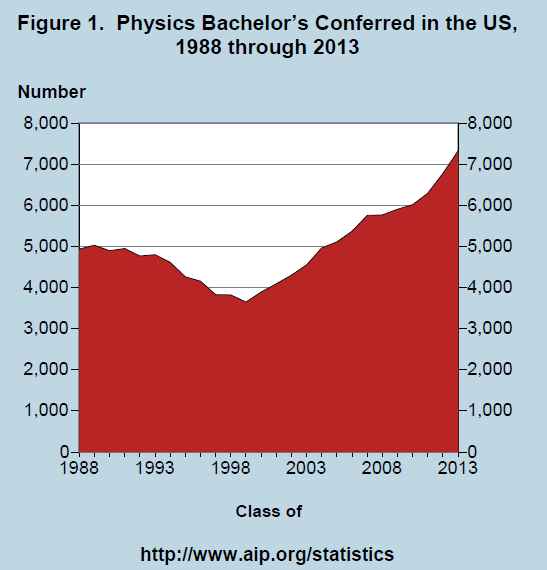 Figure 1.  Physics Bachelor’s Conferred in the US,
1988 through 2013
Number
8,000 8,000
7,000 7,000
6,000 6,000
5,000 5,000
4,000 4,000
3,000 3,000
2,000 2,000
1,000 1,000
0 0
1988 1993 1998 2003 2008 2013
Class of
http://www.aip.org/statistics